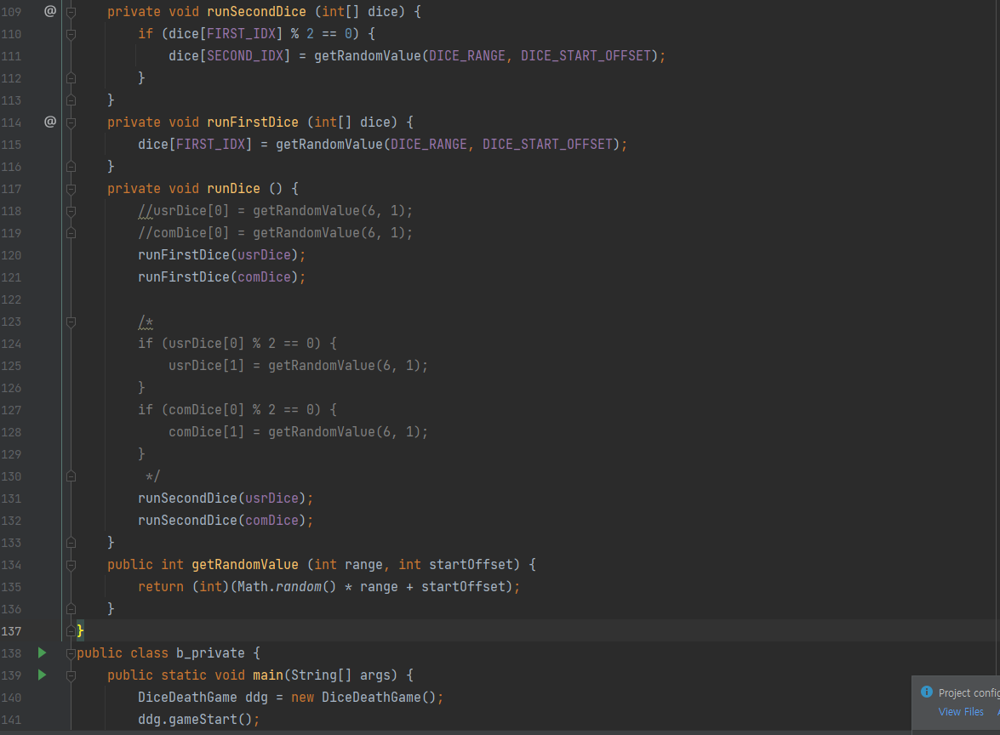 109 @ private void runSecondDice (int[] dice) {
110 if (dice[FIRST_IDX] % 2 == 0) {
111 dice[SECOND_IDX] = getRandomValue(DICE_RANGE, DICE_START_OFFSET);
112 }
113 }
114 @ private void runFirstDice (int[] dice) {
115 dice[FIRST_IDX] = getRandomValue(DICE_RANGE, DICE_START_OFFSET);
116 }
117 private void runDice () {
118 //usrDice[0] = getRandomValue(6, 1);
119 //comDice[0] = getRandomValue(6, 1);
120 runFirstDice(usrDice);
121 runFirstDice(comDice);
122
123 /*
124 if (usrDice[0] % 2 == 0) {
125 usrDice[1] = getRandomValue(6, 1);
126 }
127 if (comDice[0] % 2 == 0) {
128 comDice[1] = getRandomValue(6, 1);
129 }
130 */
131 runSecondDice(usrDice);
132 runSecondDice(comDice);
133 }
134 public int getRandomValue (int range, int startOffset) {
135 return (int)(Math.random() * range + startOffset);
136 }
137 }
138 public class b_private {
139 public static void main(String[] args) {
140 DiceDeathGame ddg = new DiceDeathGame();
141 ddg.gameStart();
Project
View Files